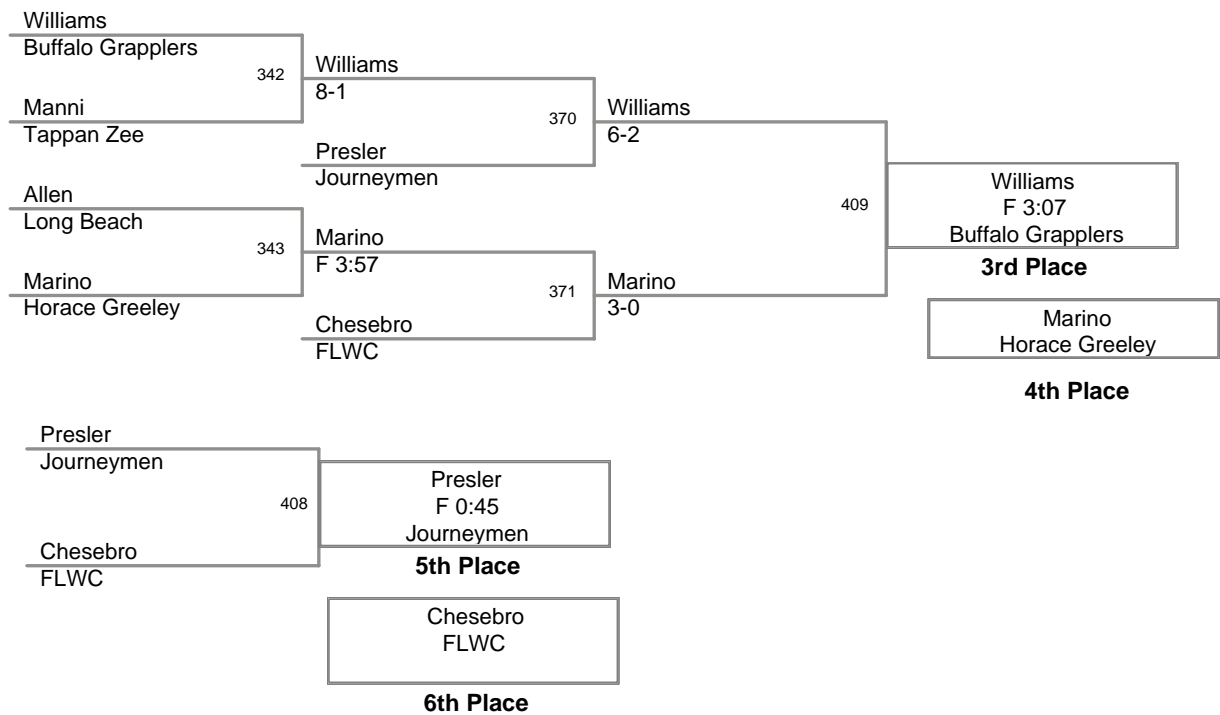 Williams
Buffalo Grapplers
342
Manni
Tappan Zee
Williams
8-1
370
Presler
Journeymen
Williams
6-2
Allen
Long Beach
343
Marino
Horace Greeley
Marino
F 3:57
371
Chesebro
FLWC
Marino
3-0
409
Williams
F 3:07
Buffalo Grapplers
3rd Place
Marino
Horace Greeley
4th Place
Presler
Journeymen
408
Chesebro
FLWC
Presler
F 0:45
Journeymen
5th Place
Chesebro
FLWC
6th Place